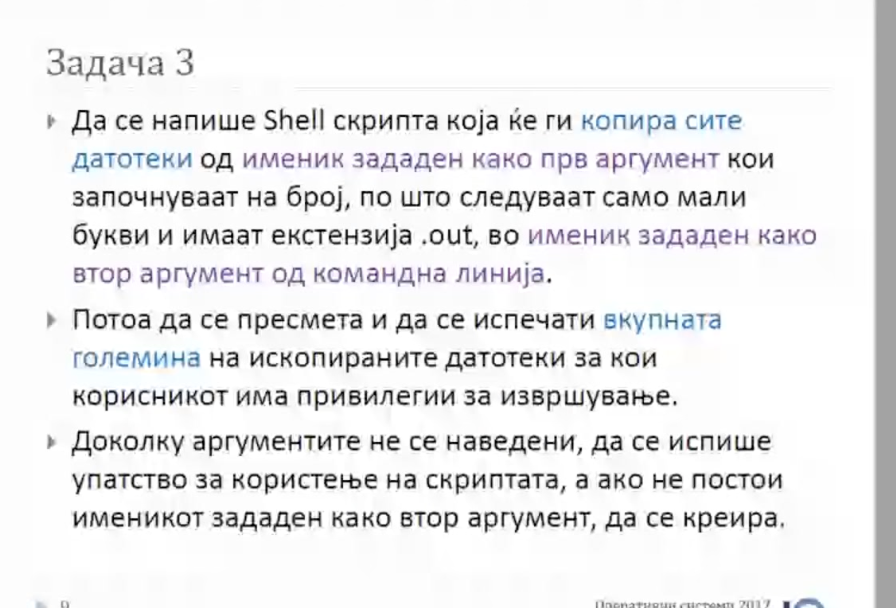 Задача 3
Да се напише Shell скрипта која ќе ги копира сите
датотеки од именик зададен како прв аргумент кои
започнуваат на број, по што следуваат само мали
букви и имаат екстензија .out, во именик зададен како
втор аргумент од командна линија.
Потоа да се пресмета и да се испечати вкупната
големина на ископираните датотеки за кои
корисникот има привилегии за извршување.
Доколку аргументите не се наведени, да се испише
упатство за користење на скриптата, а ако не постои
именикот зададен како втор аргумент, да се креира.
9 Оперативни системи 2017